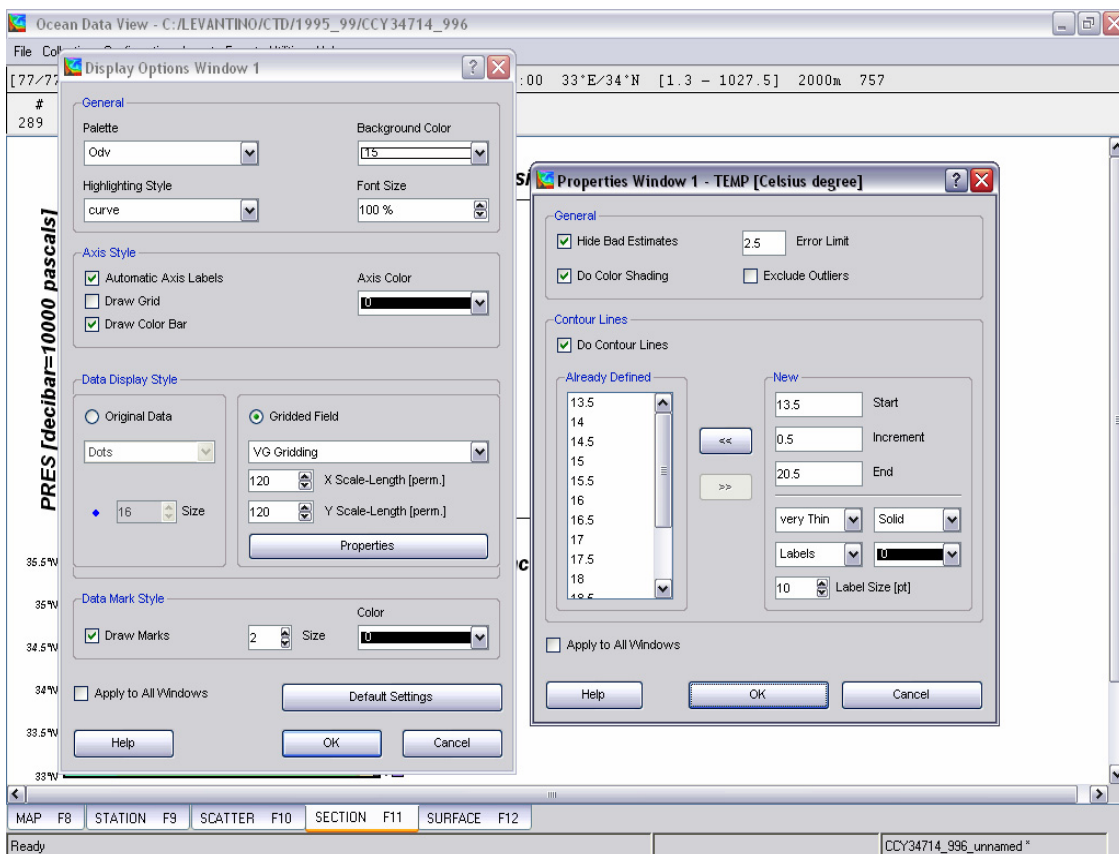 Ocean Data View - C:/LEVANTINO/CTD/1995_99/CCY34714_996
File
[77/77
:00 33°E/34°N [1.3 - 1027.5] 2000m 757
#
289
PRES [decibar=10000 pascals]
35.5°N
35°N
34.5°N
34°N
33.5°N
33°N
Display Options Window 1
General
Palette
Background Color
Odv
15
Highlighting Style
Font Size
curve
100 %
Axis Style
Automatic Axis Labels
Axis Color
Draw Grid
0
Draw Color Bar
Data Display Style
Original Data
Gridded Field
Dots
VG Gridding
120 X Scale-Length [perm.]
16 Size
120 Y Scale-Length [perm.]
Properties
Data Mark Style
Color
Draw Marks
2 Size
0
Apply to All Windows
Default Settings
Help
OK
Cancel
Properties Window 1 - TEMP [Celsius degree]
General
Hide Bad Estimates
2.5 Error Limit
Do Color Shading
Exclude Outliers
Contour Lines
Do Contour Lines
Already Defined
13.5
14
14.5
15
15.5
16
16.5
17
17.5
18
18.5
<<
>>
New
13.5 Start
0.5 Increment
20.5 End
very Thin
Solid
Labels
0
10 Label Size [pt]
Apply to All Windows
Help
OK
Cancel
MAP F8
STATION F9
SCATTER F10
SECTION F11
SURFACE F12
Ready
CCY34714_996_unnamed *